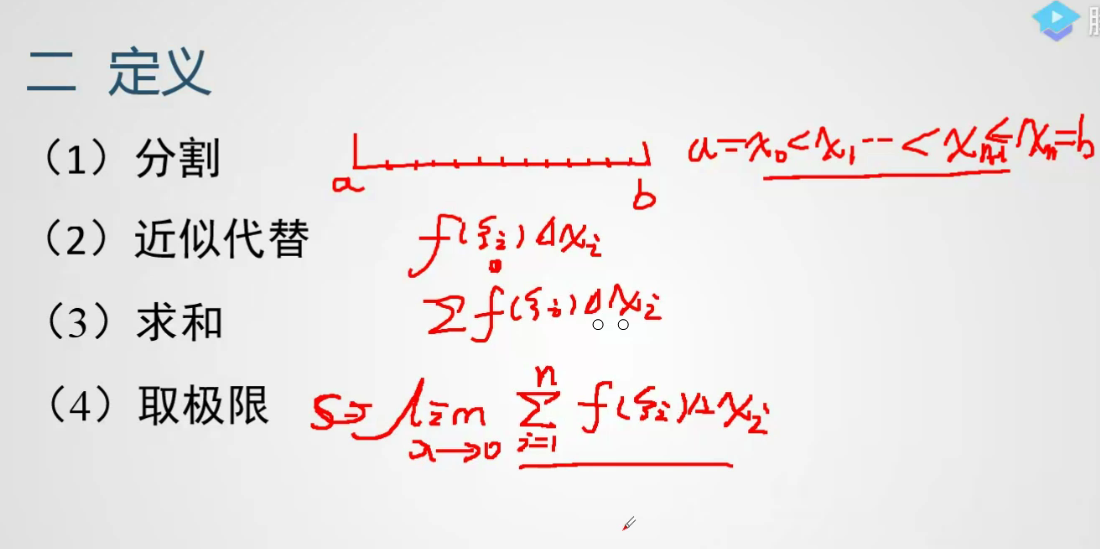 二 定义
(1) 分割 a b a=x₀<x₁…<xₙ₋₁≤xₙ=b
(2) 近似代替 f(ξᵢ)Δxᵢ
(3) 求和 Σf(ξᵢ)Δxᵢ
(4) 取极限 S=lim λ→0 Σ n i=1 f(ξᵢ)Δxᵢ